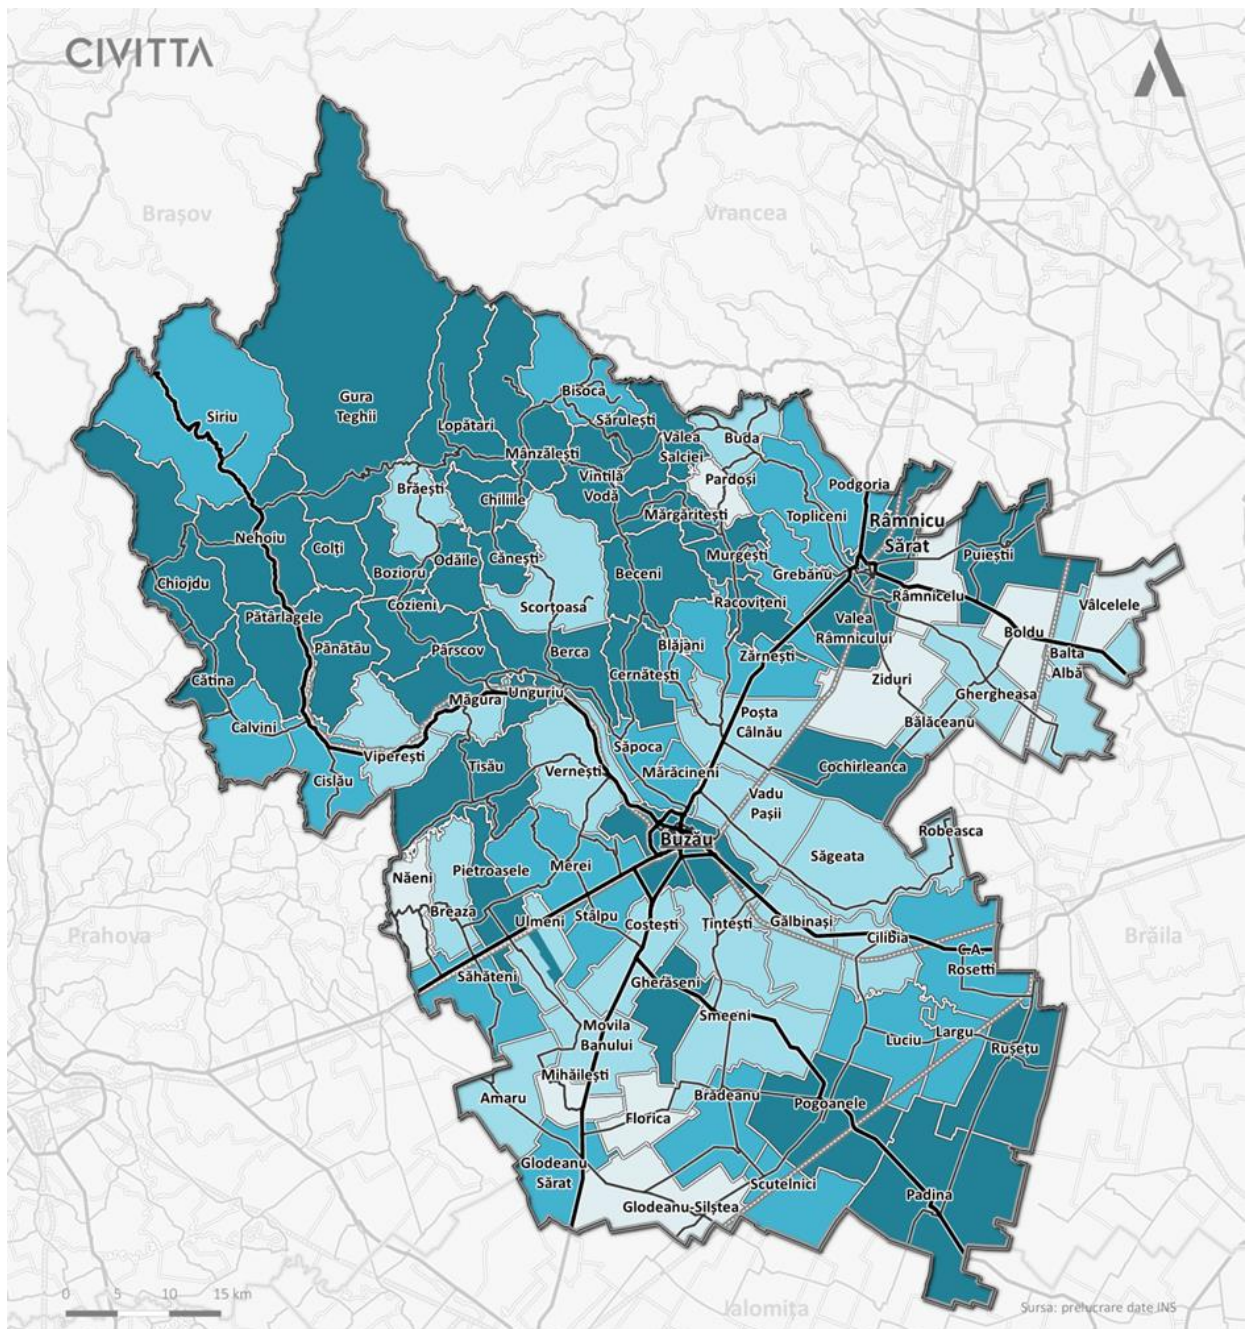 CIVITTA
Brașov
Vrancea
Siriu
Gura
Teghii
Bisoca
Sărulești
Lopătari
Mânzălești
Valea
Salciei
Buda
Vintilă
Vodă
Pardoși
Podgoria
Brăești
Chiliile
Mărgăritești
Topliceni
Râmnicu
Sărat
Nehoiu
Colți
Odăile
Cănești
Murgești
Puieștii
Chiojdu
Bozioru
Beceni
Grebănu
Râmnicelu
Pătârlagele
Cozieni
Scorțoasa
Racovițeni
Valea
Râmnicului
Vâlcelele
Boldu
Pănătău
Pârscov
Berca
Blăjani
Zărnești
Balta
Albă
Cătina
Cernătești
Ziduri
Ghergheasa
Calvini
Măgura
Unguriu
Poșta
Câlnău
Bălăceanu
Viperești
Săpoca
Cislău
Tisău
Vernești
Mărăcineni
Cochirleanca
Vadu
Pașii
Robeasca
Buzău
Săgeata
Năeni
Pietroasele
Merei
Breaza
Ulmeni
Stâlpu
Costești
Țintești
Gălbinași
Cilibia
C.A.
Rosetti
Prahova
Brăila
Săhăteni
Gherăseni
Smeeni
Movila
Banului
Luciu
Largu
Rușețu
Mihăilești
Amaru
Florica
Brădeanu
Pogoanele
Glodeanu
Sărat
Scutelnici
Padina
Glodeanu-Siliștea
0 5 10 15 km
Ialomița
Sursa: prelucrare date INS